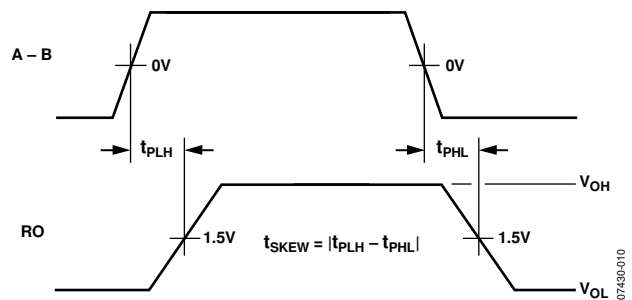 A – B
0V
0V
tPLH
tPHL
VOH
RO
1.5V
tSKEW = |tPLH – tPHL|
1.5V
VOL
07430-010